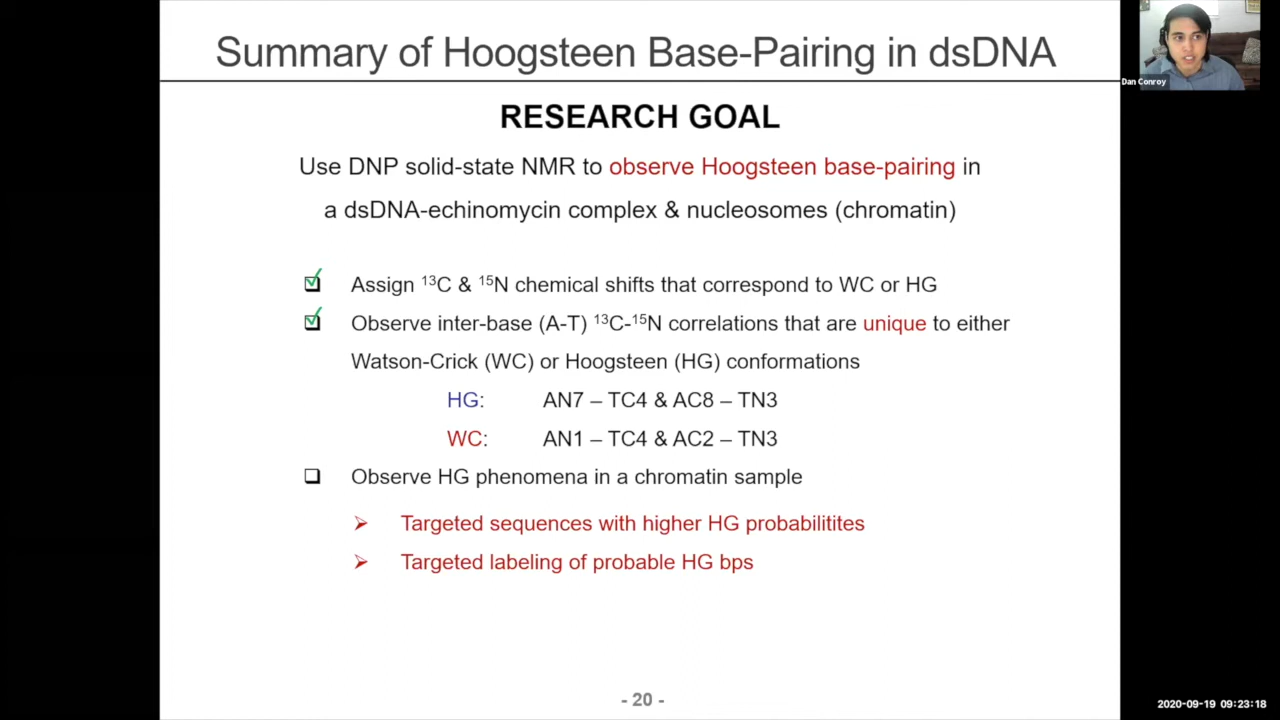 Summary of Hoogsteen Base-Pairing in dsDNA
Dan Conroy
RESEARCH GOAL
Use DNP solid-state NMR to observe Hoogsteen base-pairing in
a dsDNA-echinomycin complex & nucleosomes (chromatin)
Assign ¹³C & ¹⁵N chemical shifts that correspond to WC or HG
Observe inter-base (A-T) ¹³C-¹⁵N correlations that are unique to either
Watson-Crick (WC) or Hoogsteen (HG) conformations
HG: AN7 – TC4 & AC8 – TN3
WC: AN1 – TC4 & AC2 – TN3
Observe HG phenomena in a chromatin sample
Targeted sequences with higher HG probabilitites
Targeted labeling of probable HG bps
- 20 -
2020-09-19 09:23:18